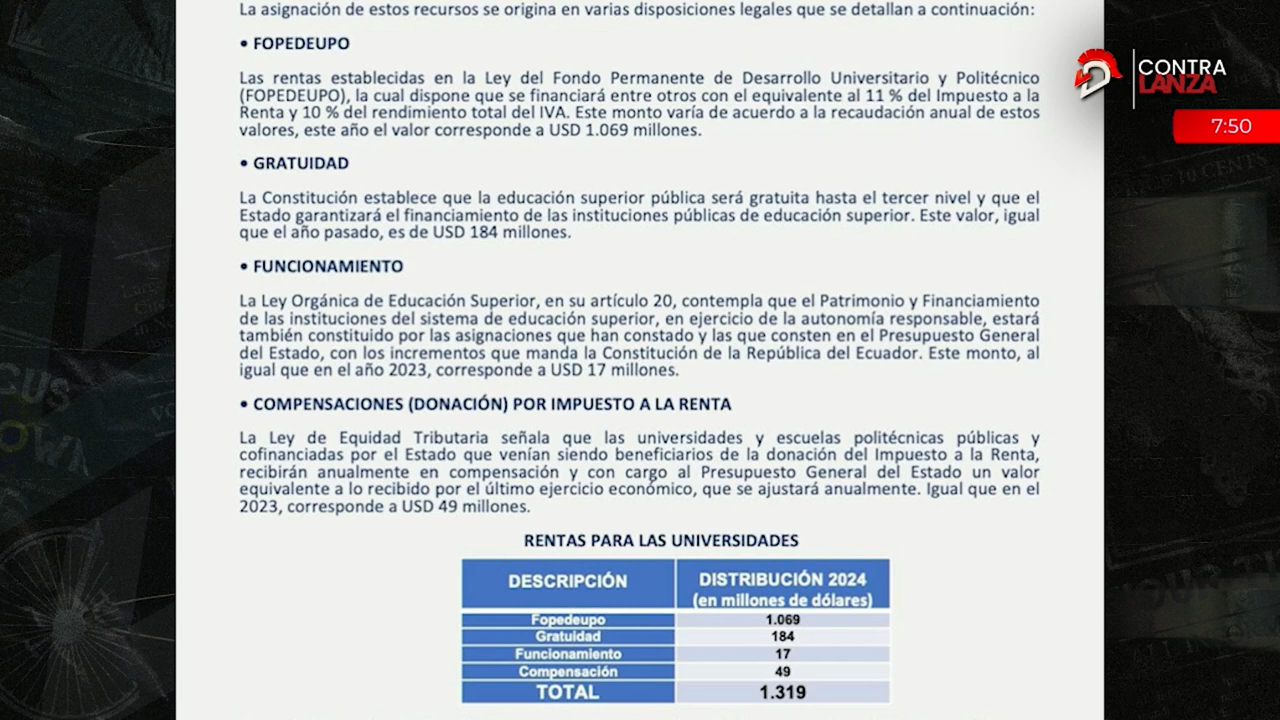 La asignación de estos recursos se origina en varias disposiciones legales que se detallan a continuación:
• FOPEDEUPO
Las rentas establecidas en la Ley del Fondo Permanente de Desarrollo Universitario y Politécnico
(FOPEDEUPO), la cual dispone que se financiará entre otros con el equivalente al 11 % del Impuesto a la
Renta y 10 % del rendimiento total del IVA. Este monto varía de acuerdo a la recaudación anual de estos
valores, este año el valor corresponde a USD 1.069 millones.
• GRATUIDAD
La Constitución establece que la educación superior pública será gratuita hasta el tercer nivel y que el
Estado garantizará el financiamiento de las instituciones públicas de educación superior. Este valor, igual
que el año pasado, es de USD 184 millones.
• FUNCIONAMIENTO
La Ley Orgánica de Educación Superior, en su artículo 20, contempla que el Patrimonio y Financiamiento
de las instituciones del sistema de educación superior, en ejercicio de la autonomía responsable, estará
también constituido por las asignaciones que han constado y las que consten en el Presupuesto General
del Estado, con los incrementos que manda la Constitución de la República del Ecuador. Este monto, al
igual que en el año 2023, corresponde a USD 17 millones.
• COMPENSACIONES (DONACIÓN) POR IMPUESTO A LA RENTA
La Ley de Equidad Tributaria señala que las universidades y escuelas politécnicas públicas y
cofinanciadas por el Estado que venían siendo beneficiarios de la donación del Impuesto a la Renta,
recibirán anualmente en compensación y con cargo al Presupuesto General del Estado un valor
equivalente a lo recibido por el último ejercicio económico, que se ajustará anualmente. Igual que en el
2023, corresponde a USD 49 millones.
RENTAS PARA LAS UNIVERSIDADES
DESCRIPCIÓN
DISTRIBUCIÓN 2024
(en millones de dólares)
Fopedeupo 1.069
Gratuidad 184
Funcionamiento 17
Compensación 49
TOTAL 1.319
CONTRA
LANZA
7:50
10 CENTS